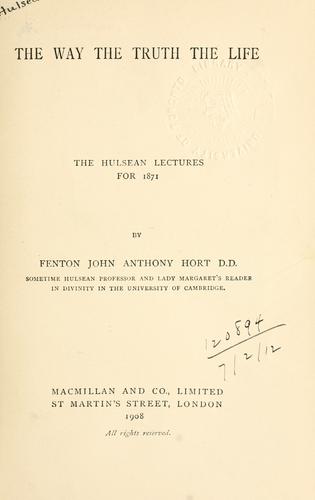 Hulsean
THE WAY THE TRUTH THE LIFE
THE HULSEAN LECTURES
FOR 1871
BY
FENTON JOHN ANTHONY HORT D.D.
SOMETIME HULSEAN PROFESSOR AND LADY MARGARET'S READER
IN DIVINITY IN THE UNIVERSITY OF CAMBRIDGE.
120894
7/2/12
MACMILLAN AND CO., LIMITED
ST MARTIN'S STREET, LONDON
1908
All rights reserved.